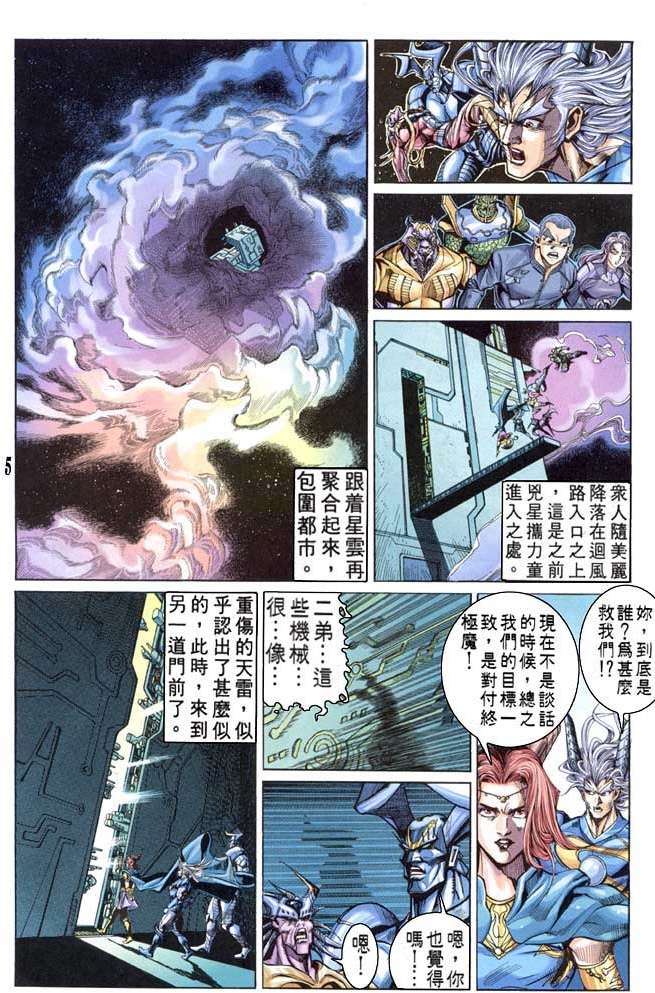 跟着星雲再
聚合起來，
包圍都市。
衆人隨美麗
降落在迴風
路入口之上
，這是之前
兇星攜力童
進入之處。
5
妳，到底是
誰？爲甚麽
救我們!？
現在不是談話
的時候，總之
我們的目標一
致，是對付終
極魔！
二弟…這
些機械…
很…像…
嗯，你
也覺得
嗎！…
嗯！
重傷的天雷，似
乎認出了甚麼似
的，此時，來到
另一道門前了。